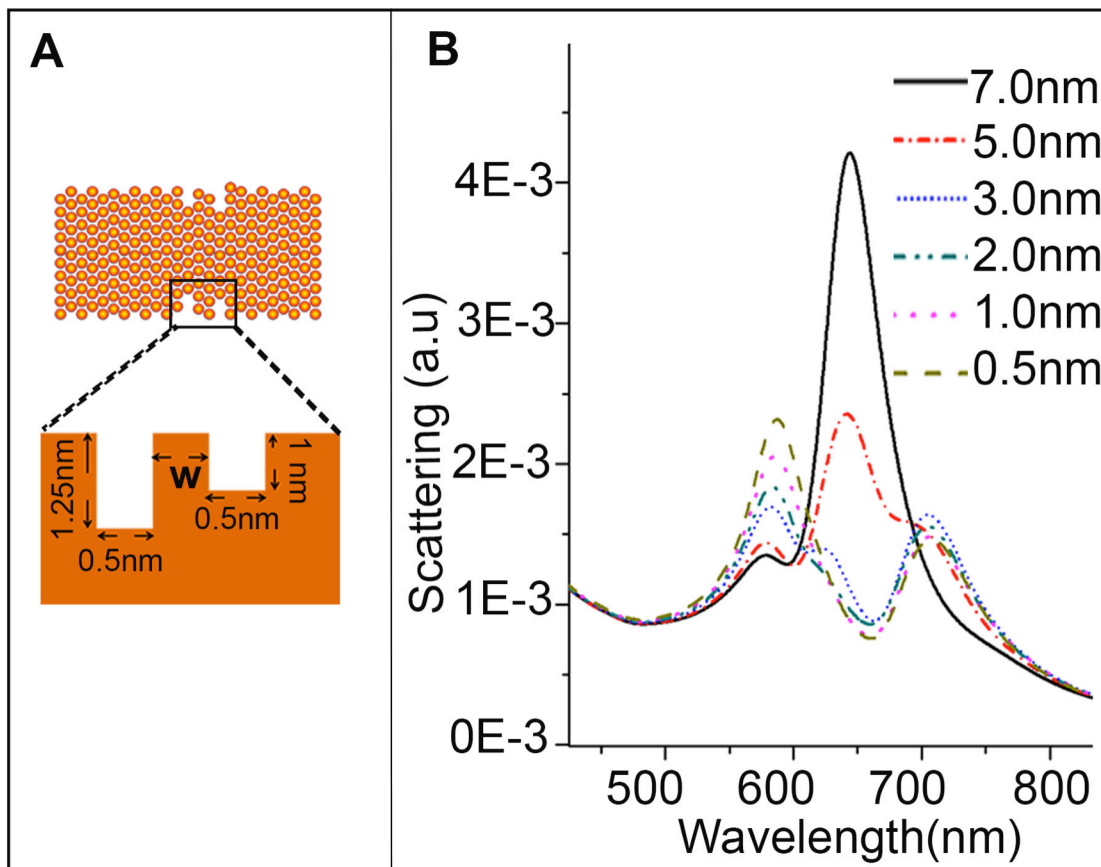 A
1.25nm
0.5nm
w
0.5nm
1 nm
B
7.0nm
5.0nm
3.0nm
2.0nm
1.0nm
0.5nm
Scattering (a.u)
4E-3
3E-3
2E-3
1E-3
0E-3
500 600 700 800
Wavelength(nm)